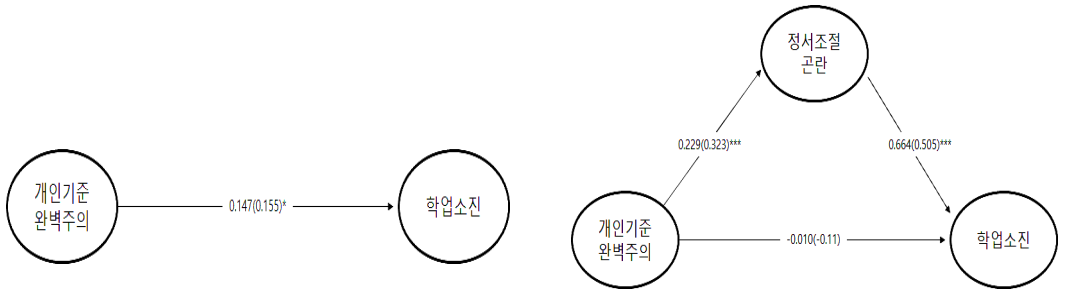 개인기준
완벽주의
0.147(0.155)*
학업소진
정서조절
곤란
0.229(0.323)***
0.664(0.505)***
개인기준
완벽주의
-0.010(-0.11)
학업소진